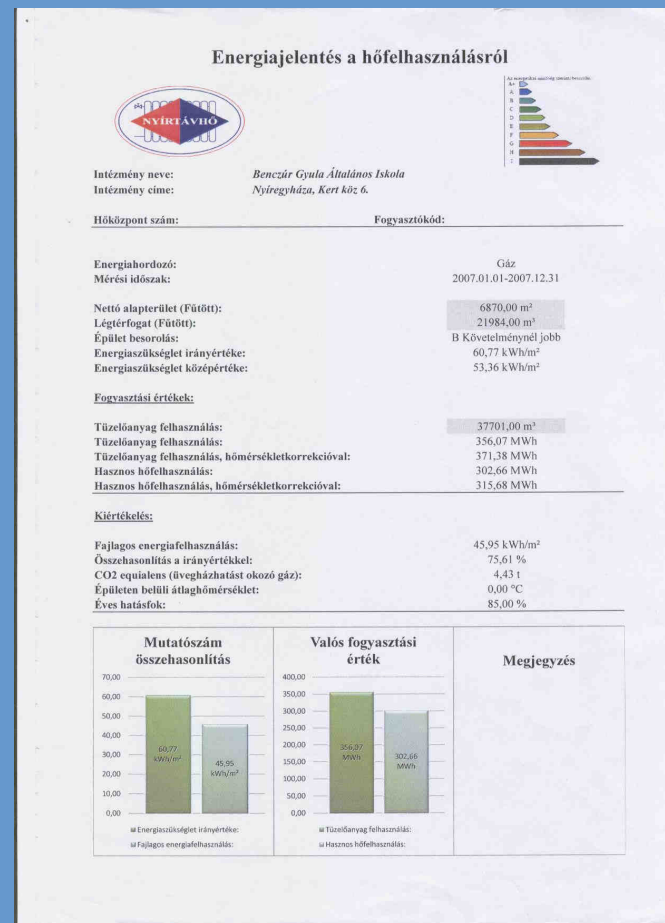 Energiajelentés a hőfelhasználásról
NYÍRTÁVHŐ
A+
A
B
C
D
E
F
G
H
I
Intézmény neve: Benczúr Gyula Általános Iskola
Intézmény címe: Nyíregyháza, Kert köz 6.
Hőközpont szám: Fogyasztókód:
Energiahordozó: Gáz
Mérési időszak: 2007.01.01-2007.12.31
Nettó alapterület (Fűtött): 6870,00 m²
Légtérfogat (Fűtött): 21984,00 m³
Épület besorolás: B Követelménynél jobb
Energiaszükséglet irányértéke: 60,77 kWh/m²
Energiaszükséglet középértéke: 53,36 kWh/m²
Fogyasztási értékek:
Tüzelőanyag felhasználás: 37701,00 m³
Tüzelőanyag felhasználás: 356,07 MWh
Tüzelőanyag felhasználás, hőmérsékletkorrekcióval: 371,38 MWh
Hasznos hőfelhasználás: 302,66 MWh
Hasznos hőfelhasználás, hőmérsékletkorrekcióval: 315,68 MWh
Kiértékelés:
Fajlagos energiafelhasználás: 45,95 kWh/m²
Összehasonlítás a irányértékkel: 75,61 %
CO2 equialens (üvegházhatást okozó gáz): 4,43 t
Épületen belüli átlaghőmérséklet: 0,00 °C
Éves hatásfok: 85,00 %
Mutatószám
összehasonlítás
70,00
60,00
50,00
40,00
30,00
20,00
10,00
0,00
60,77
kWh/m²
45,95
kWh/m²
Energiaszükséglet irányértéke:
Fajlagos energiafelhasználás:
Valós fogyasztási
érték
400,00
350,00
300,00
250,00
200,00
150,00
100,00
50,00
0,00
356,07
MWh
302,66
MWh
Tüzelőanyag felhasználás:
Hasznos hőfelhasználás:
Megjegyzés